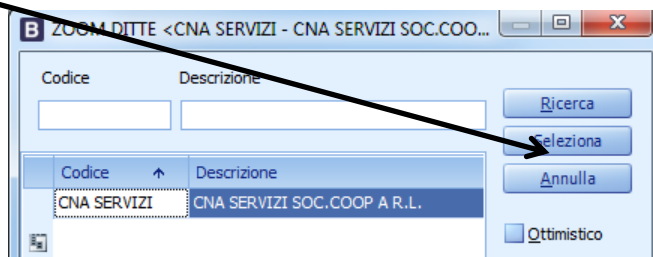 B ZOOM DITTE <CNA SERVIZI - CNA SERVIZI SOC.COO...
Codice Descrizione
Ricerca
Seleziona
Codice Descrizione
Annulla
CNA SERVIZI CNA SERVIZI SOC.COOP A R.L.
Ottimistico